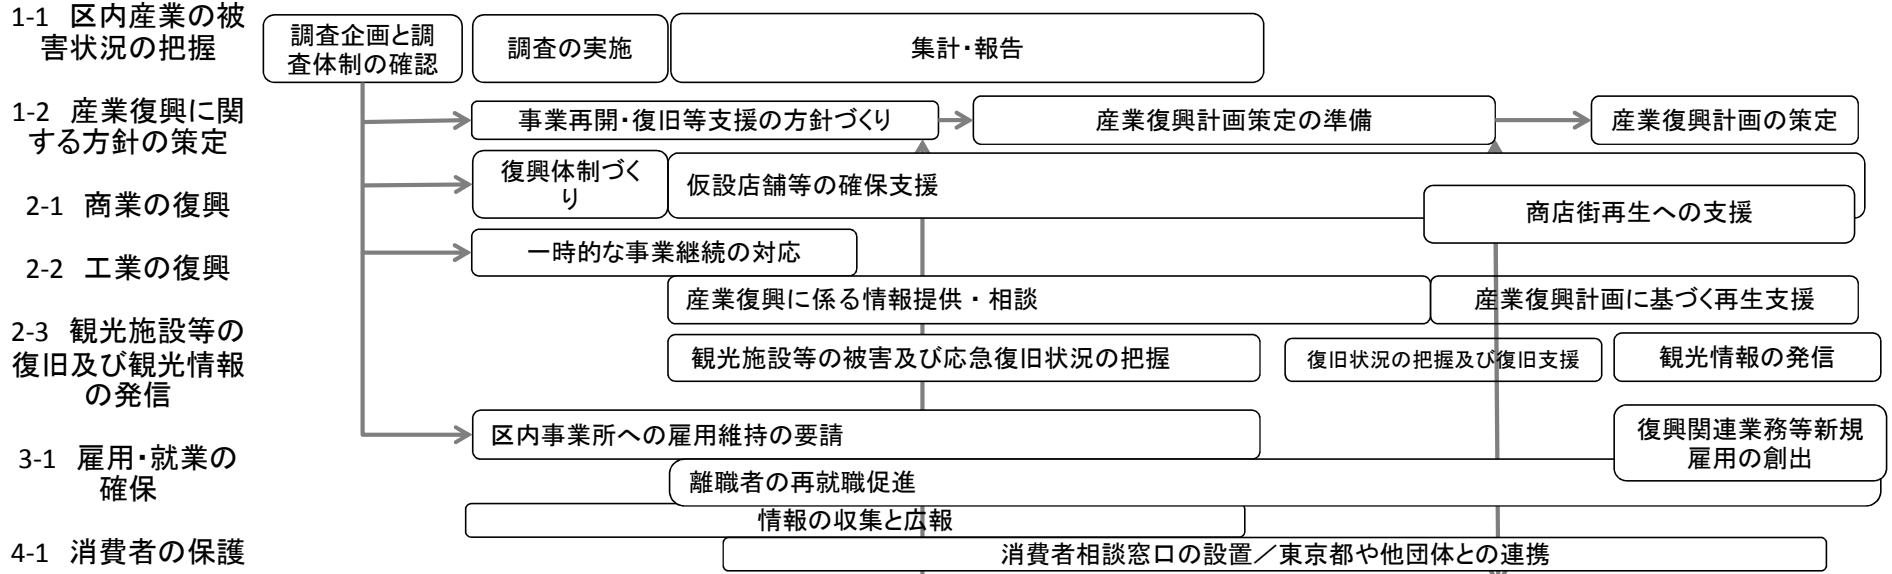 1-1 区内産業の被
害状況の把握
調査企画と調
査体制の確認
調査の実施
集計・報告
1-2 産業復興に関
する方針の策定
事業再開・復旧等支援の方針づくり
産業復興計画策定の準備
産業復興計画の策定
2-1 商業の復興
復興体制づく
り
仮設店舗等の確保支援
商店街再生への支援
2-2 工業の復興
一時的な事業継続の対応
産業復興に係る情報提供・相談
産業復興計画に基づく再生支援
2-3 観光施設等の
復旧及び観光情報
の発信
観光施設等の被害及び応急復旧状況の把握
復旧状況の把握及び復旧支援
観光情報の発信
3-1 雇用・就業の
確保
区内事業所への雇用維持の要請
復興関連業務等新規
雇用の創出
離職者の再就職促進
4-1 消費者の保護
情報の収集と広報
消費者相談窓口の設置／東京都や他団体との連携